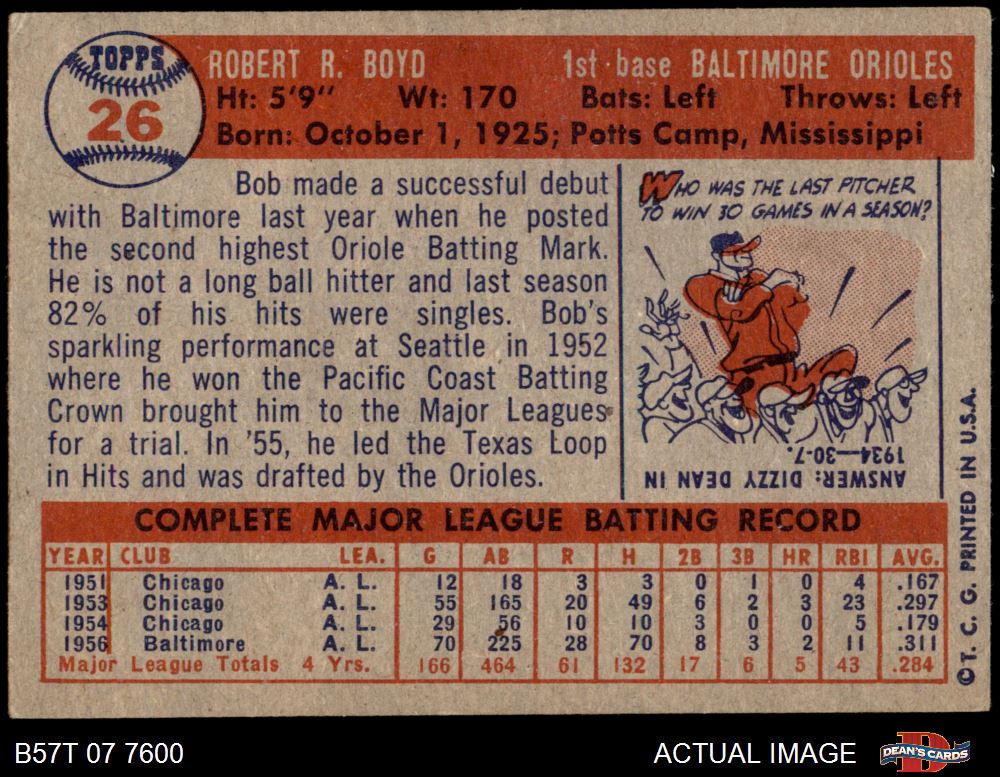 TOPPS
26
ROBERT R. BOYD 1st-base BALTIMORE ORIOLES
Ht: 5'9" Wt: 170 Bats: Left Throws: Left
Born: October 1, 1925; Potts Camp, Mississippi
Bob made a successful debut
with Baltimore last year when he posted
the second highest Oriole Batting Mark.
He is not a long ball hitter and last season
82% of his hits were singles. Bob's
sparkling performance at Seattle in 1952
where he won the Pacific Coast Batting
Crown brought him to the Major Leagues
for a trial. In '55, he led the Texas Loop
in Hits and was drafted by the Orioles.
WHO WAS THE LAST PITCHER
TO WIN 30 GAMES IN A SEASON?
ANSWER: DIZZY DEAN IN
1934—30-7.
COMPLETE MAJOR LEAGUE BATTING RECORD
YEAR CLUB LEA. G AB R H 2B 3B HR RBI AVG.
1951 Chicago A. L. 12 18 3 3 0 1 0 4 .167
1953 Chicago A. L. 55 165 20 49 6 2 3 23 .297
1954 Chicago A. L. 29 56 10 10 3 0 0 5 .179
1956 Baltimore A. L. 70 225 28 70 8 3 2 11 .311
Major League Totals 4 Yrs. 166 464 61 132 17 6 5 43 .284
©T. C. G. PRINTED IN U.S.A.
B57T 07 7600 ACTUAL IMAGE
D
DEAN'S CARDS